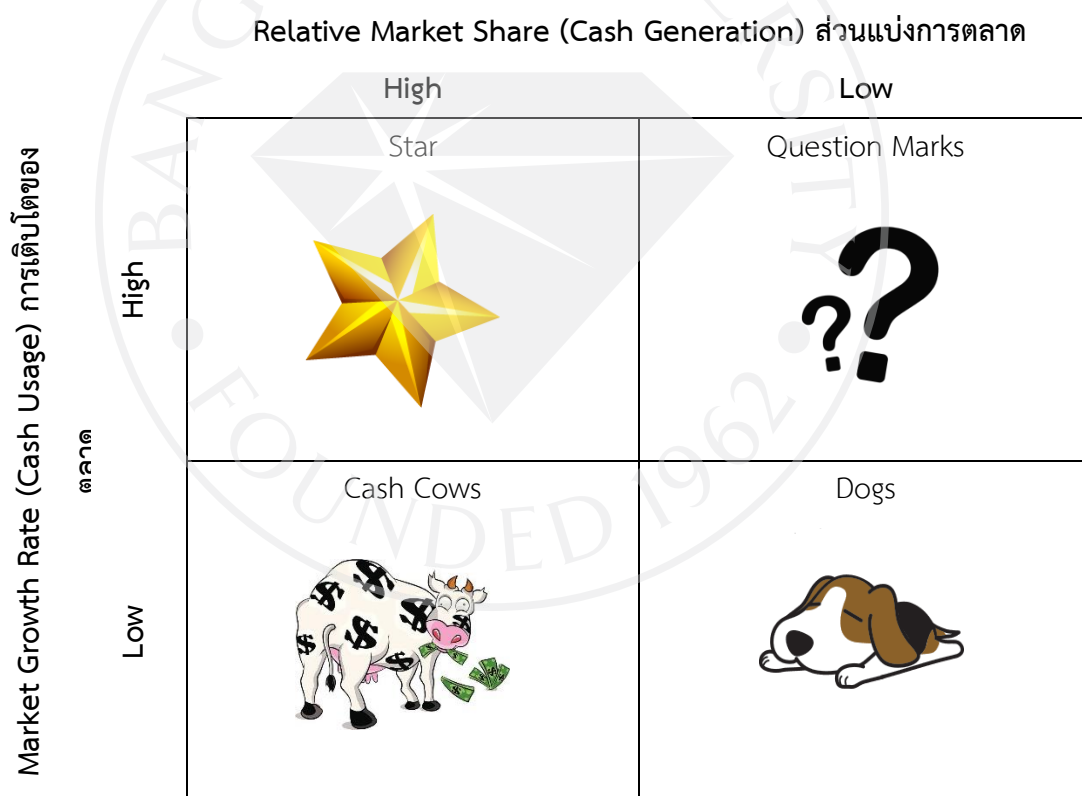 Relative Market Share (Cash Generation) ส่วนแบ่งการตลาด
High
Low
Market Growth Rate (Cash Usage) การเติบโตของ
ตลาด
High
Star
Question Marks
Low
Cash Cows
Dogs
FOUNDED 1962